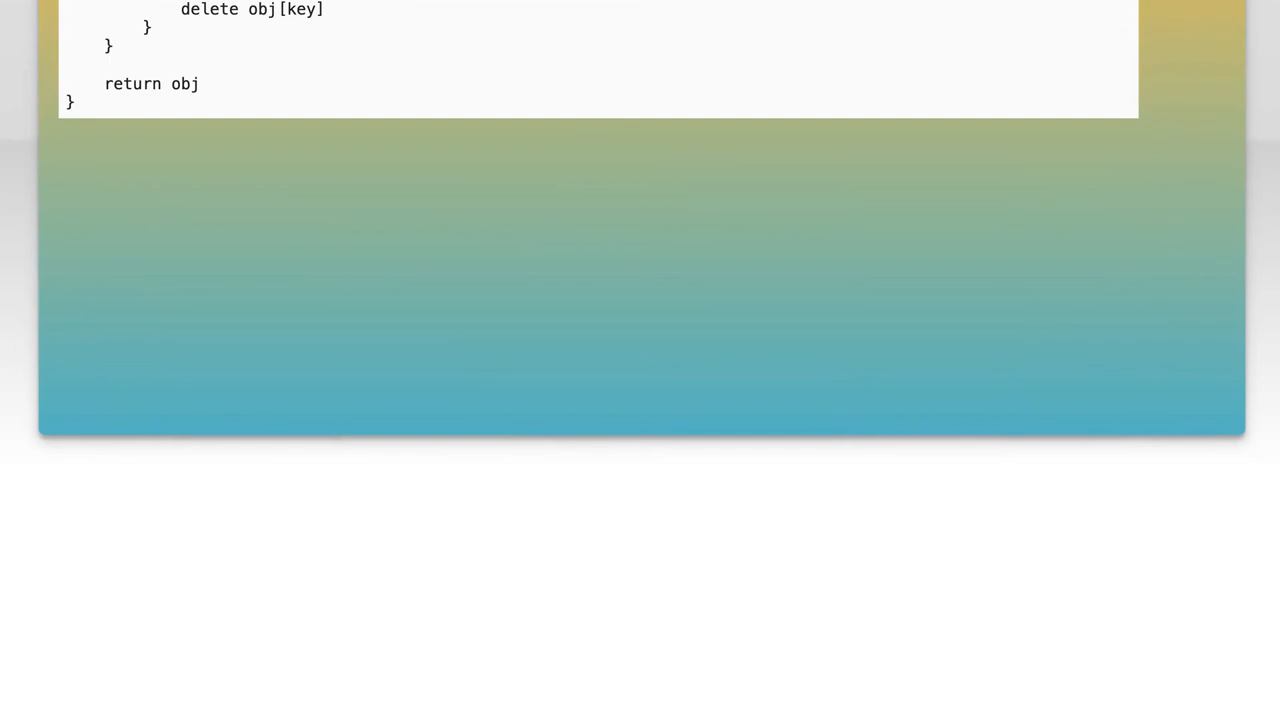 delete obj[key]
        }
    }

    return obj
}